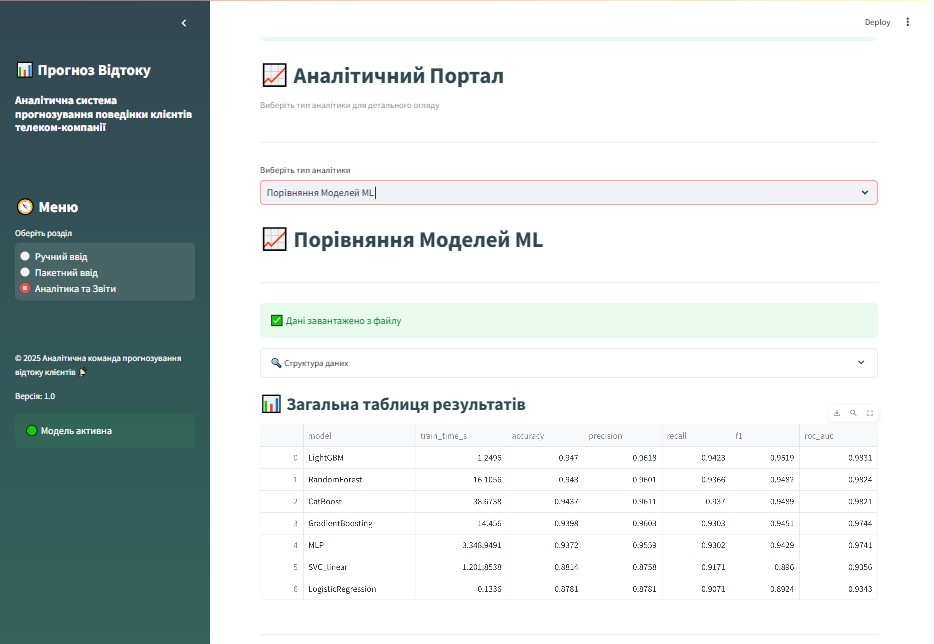 Прогноз Відтоку
Аналітична система
прогнозування поведінки клієнтів
телеком-компанії
Меню
Оберіть розділ
Ручний ввід
Пакетний ввід
Аналітика та Звіти
© 2025 Аналітична команда прогнозування
відтоку клієнтів
Версія: 1.0
Модель активна
Deploy
Аналітичний Портал
Виберіть тип аналітики для детального огляду
Виберіть тип аналітики
Порівняння Моделей ML
Порівняння Моделей ML
Дані завантажено з файлу
Структура даних
Загальна таблиця результатів
model train_time_s accuracy precision recall f1 roc_auc
0 LightGBM 1.2496 0.947 0.9618 0.9423 0.9519 0.9831
1 RandomForest 16.1056 0.943 0.9601 0.9366 0.9482 0.9824
2 CatBoost 38.6738 0.9437 0.9611 0.937 0.9489 0.9821
3 GradientBoosting 14.456 0.9398 0.9603 0.9303 0.9451 0.9744
4 MLP 3,346.9491 0.9372 0.9559 0.9302 0.9429 0.9741
5 SVC_linear 1,201.8538 0.8814 0.8758 0.9171 0.896 0.9356
6 LogisticRegression 0.1336 0.8781 0.8781 0.9071 0.8924 0.9343